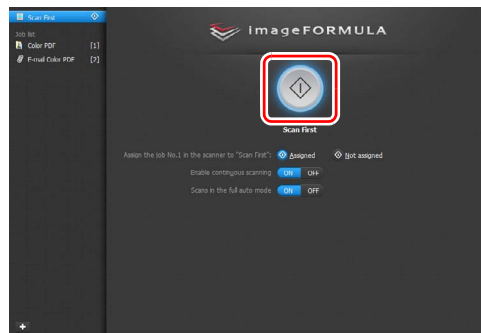 Scan First
Job list
Color PDF [1]
E-mail Color PDF [2]
imageFORMULA
Scan First
Assign the job No.1 in the scanner to "Scan First": Assigned Not assigned
Enable continuous scanning ON OFF
Scans in the full auto mode ON OFF